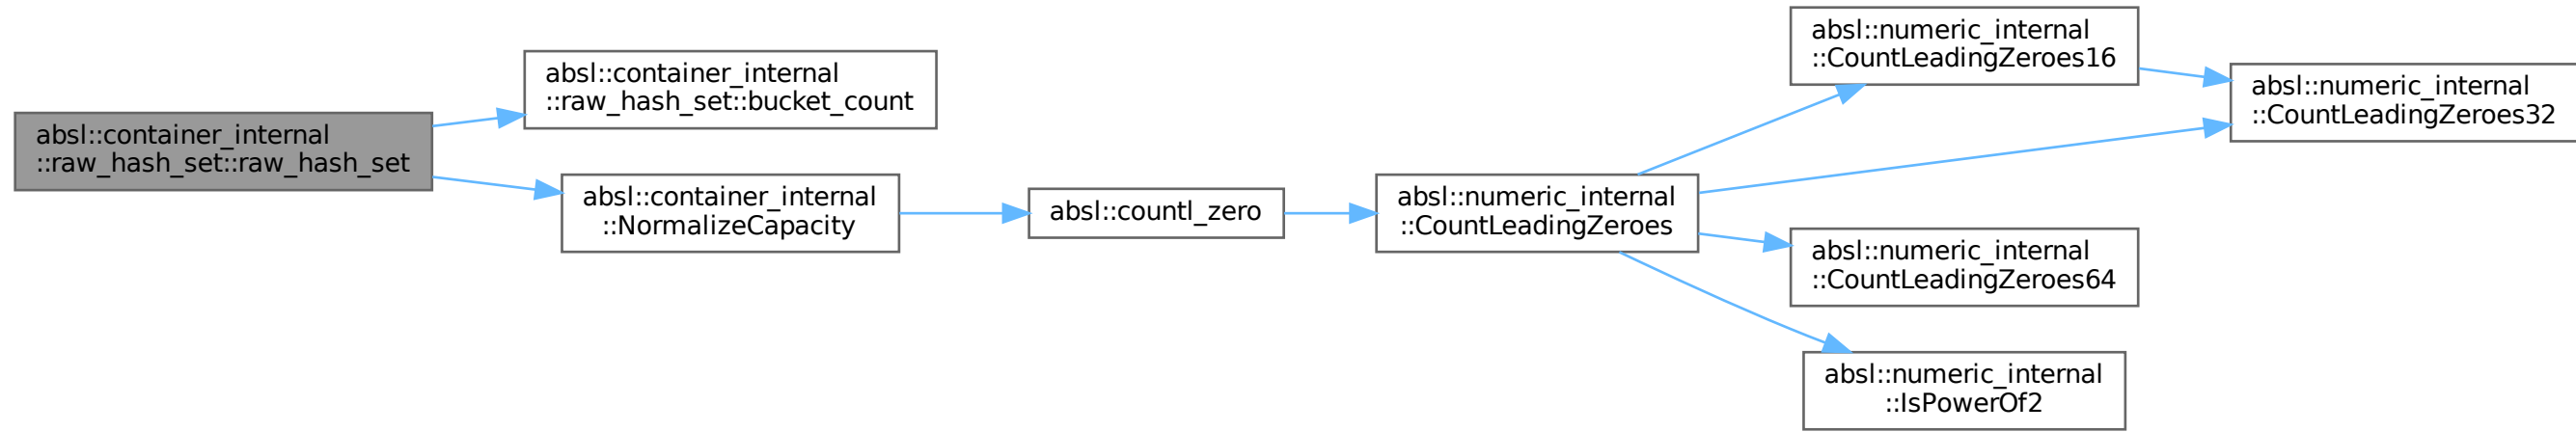 absl::container_internal
::raw_hash_set::raw_hash_set
absl::container_internal
::raw_hash_set::bucket_count
absl::container_internal
::NormalizeCapacity
absl::countl_zero
absl::numeric_internal
::CountLeadingZeroes
absl::numeric_internal
::CountLeadingZeroes16
absl::numeric_internal
::CountLeadingZeroes32
absl::numeric_internal
::CountLeadingZeroes64
absl::numeric_internal
::IsPowerOf2